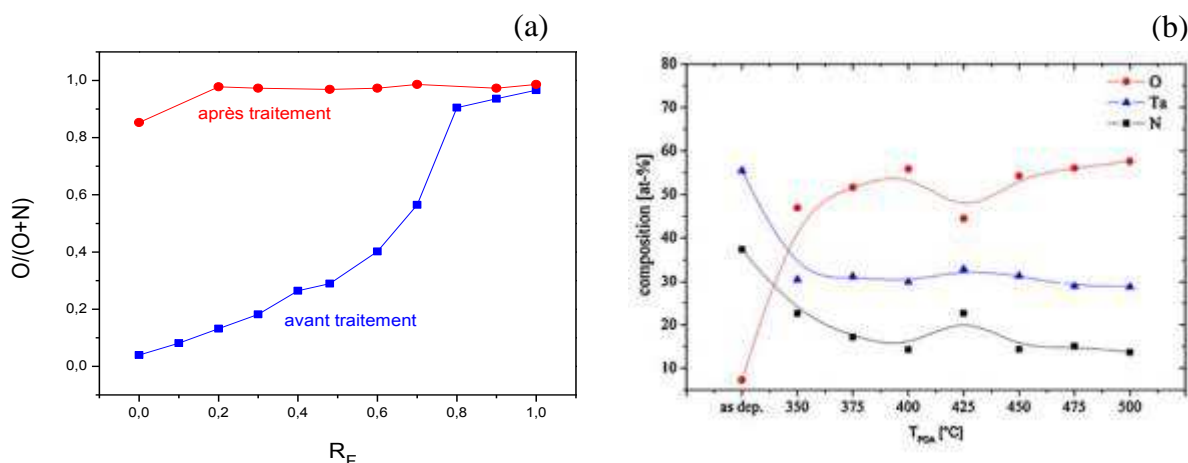 (a)
1,0
0,8
0,6
0,4
0,2
0,0
O/(O+N)
après traitement
avant traitement
0,0 0,2 0,4 0,6 0,8 1,0
R_F
(b)
80
70
60
50
40
30
20
10
composition [at-%]
O
Ta
N
as dep. 350 375 400 425 450 475 500
T_PDA [°C]